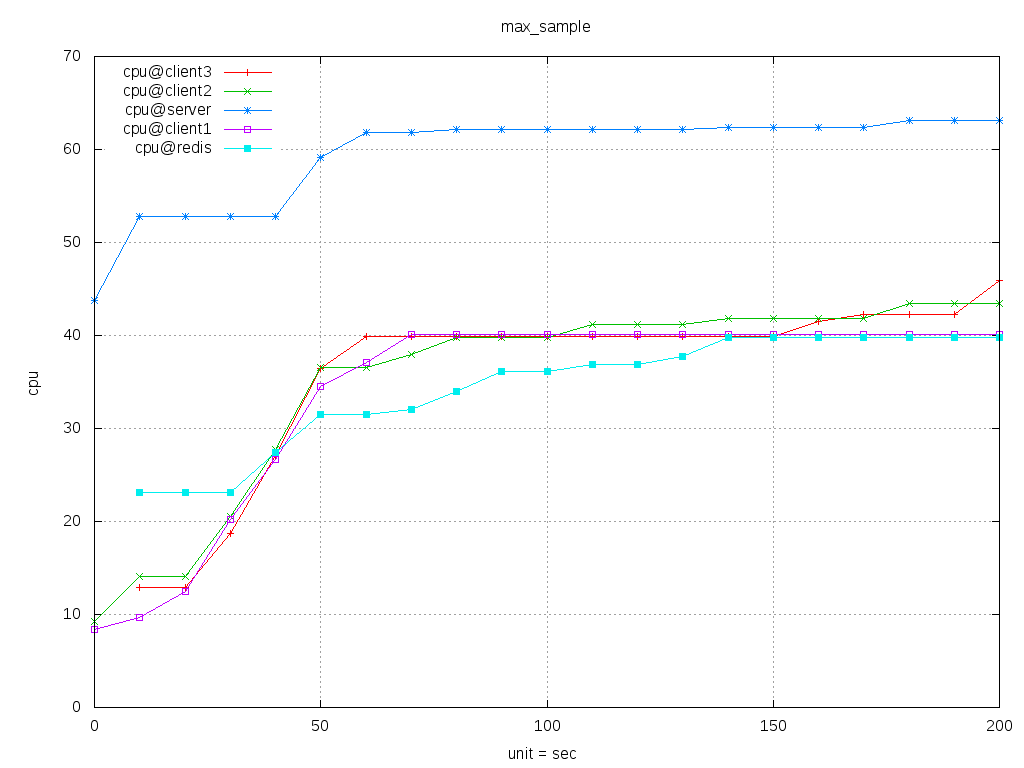 max_sample
70
cpu@client3
cpu@client2
cpu@server
cpu@client1
cpu@redis
60
50
40
cpu
30
20
10
0
0 50 100 150 200
unit = sec